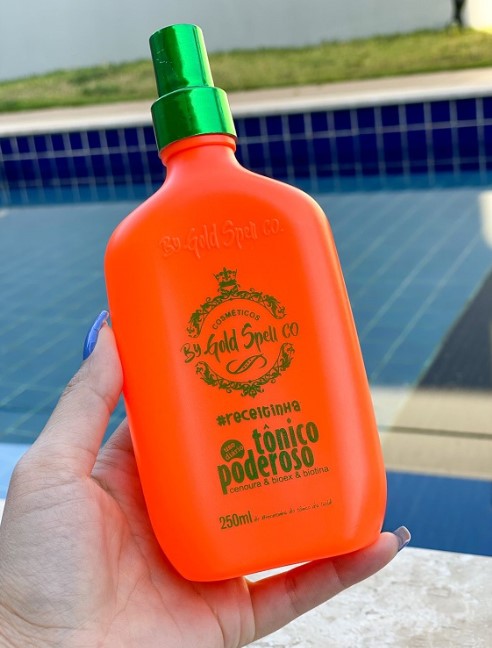 By Gold Spell CO.
COSMÉTICOS
By Gold Spell CO
#receitinha
tônico
poderoso
cenoura & bioex & biotina
250ml